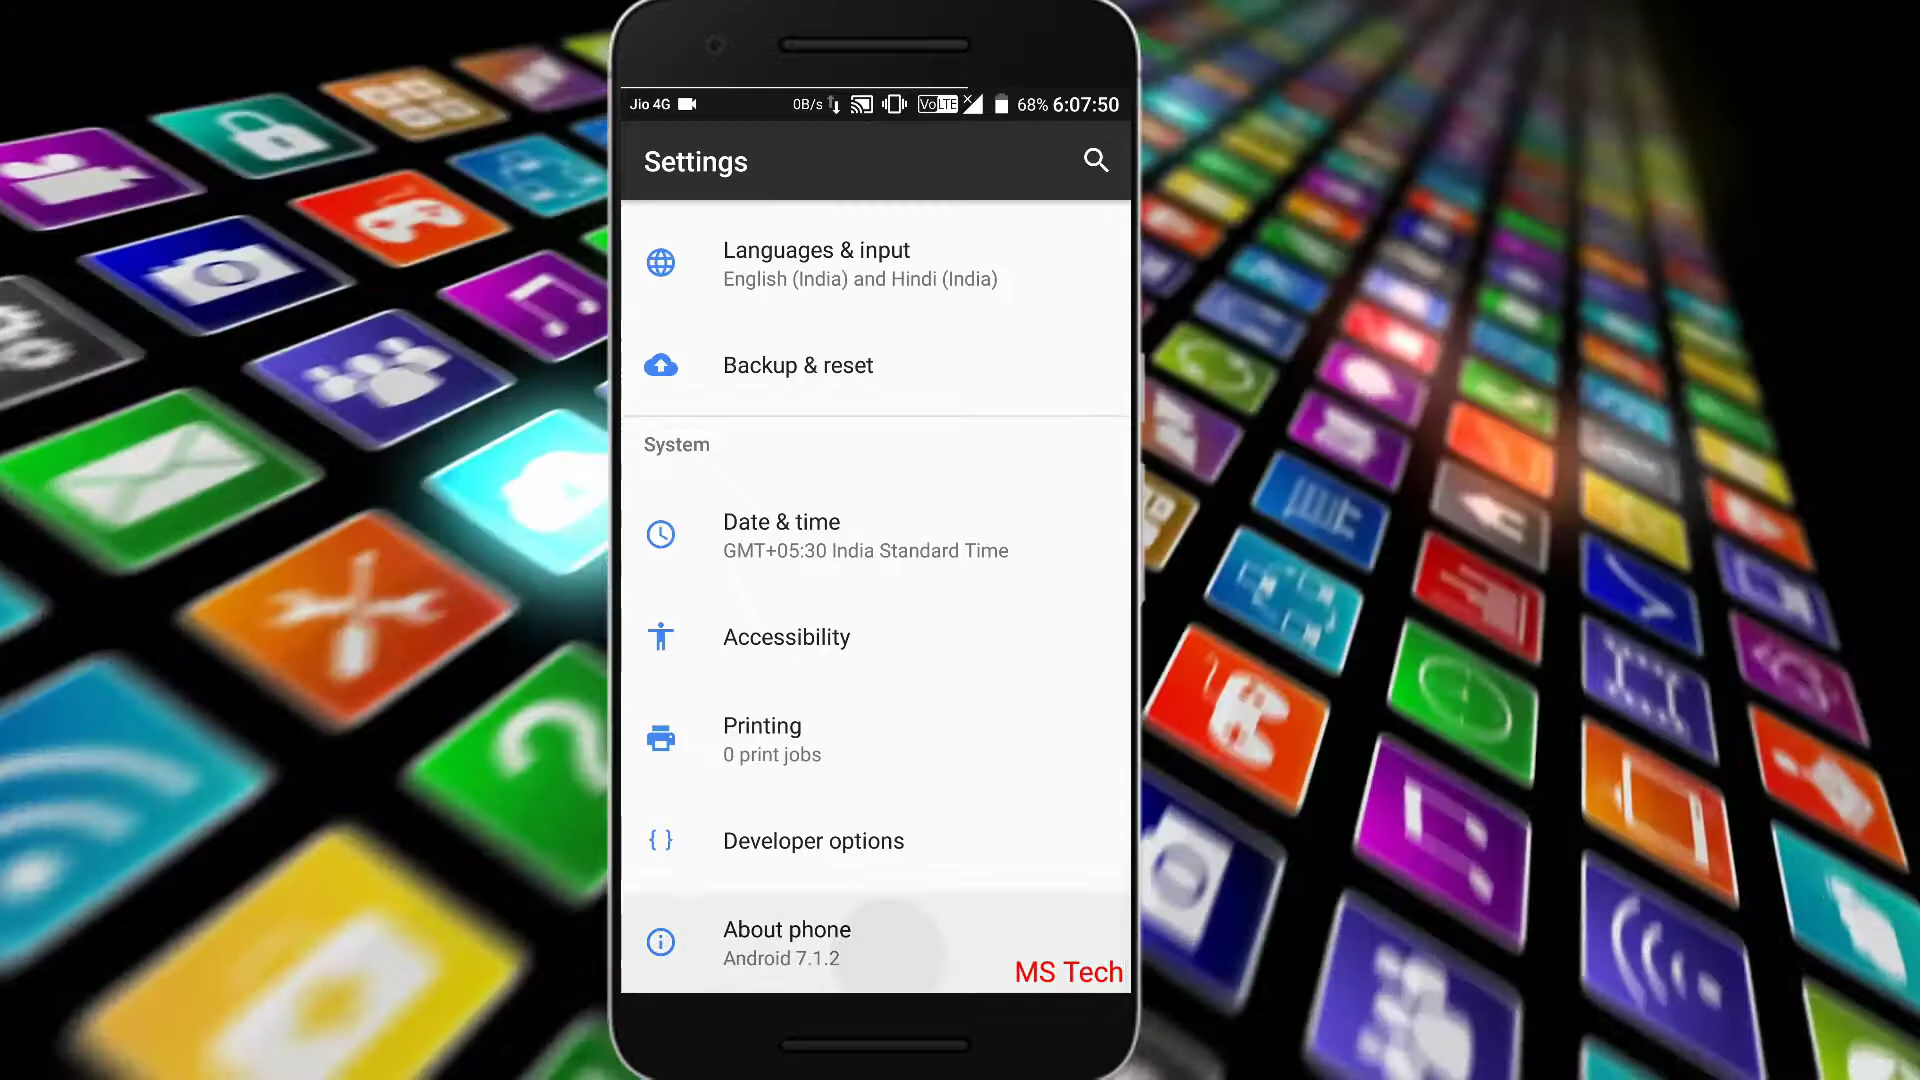 Jio 4G 0B/s VoLTE 68% 6:07:50
Settings
Languages & input
English (India) and Hindi (India)
Backup & reset
System
Date & time
GMT+05:30 India Standard Time
Accessibility
Printing
0 print jobs
Developer options
About phone
Android 7.1.2
MS Tech